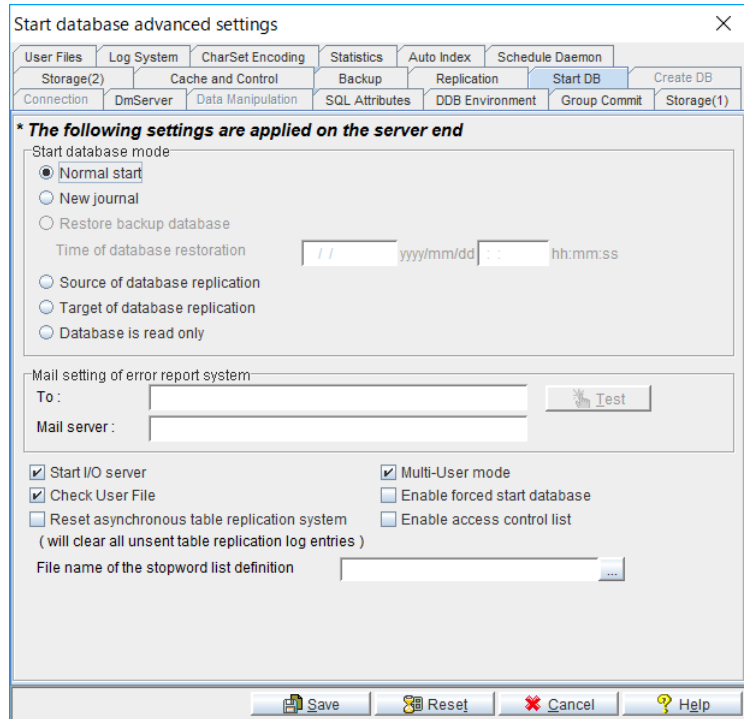 Start database advanced settings
User Files Log System CharSet Encoding Statistics Auto Index Schedule Daemon
Storage(2) Cache and Control Backup Replication Start DB Create DB
Connection DmServer Data Manipulation SQL Attributes DDB Environment Group Commit Storage(1)
* The following settings are applied on the server end
Start database mode
Normal start
New journal
Restore backup database
Time of database restoration / / yyyy/mm/dd : : hh:mm:ss
Source of database replication
Target of database replication
Database is read only
Mail setting of error report system
To : Test
Mail server :
Start I/O server Multi-User mode
Check User File Enable forced start database
Reset asynchronous table replication system Enable access control list
( will clear all unsent table replication log entries )
File name of the stopword list definition ...
Save Reset Cancel Help